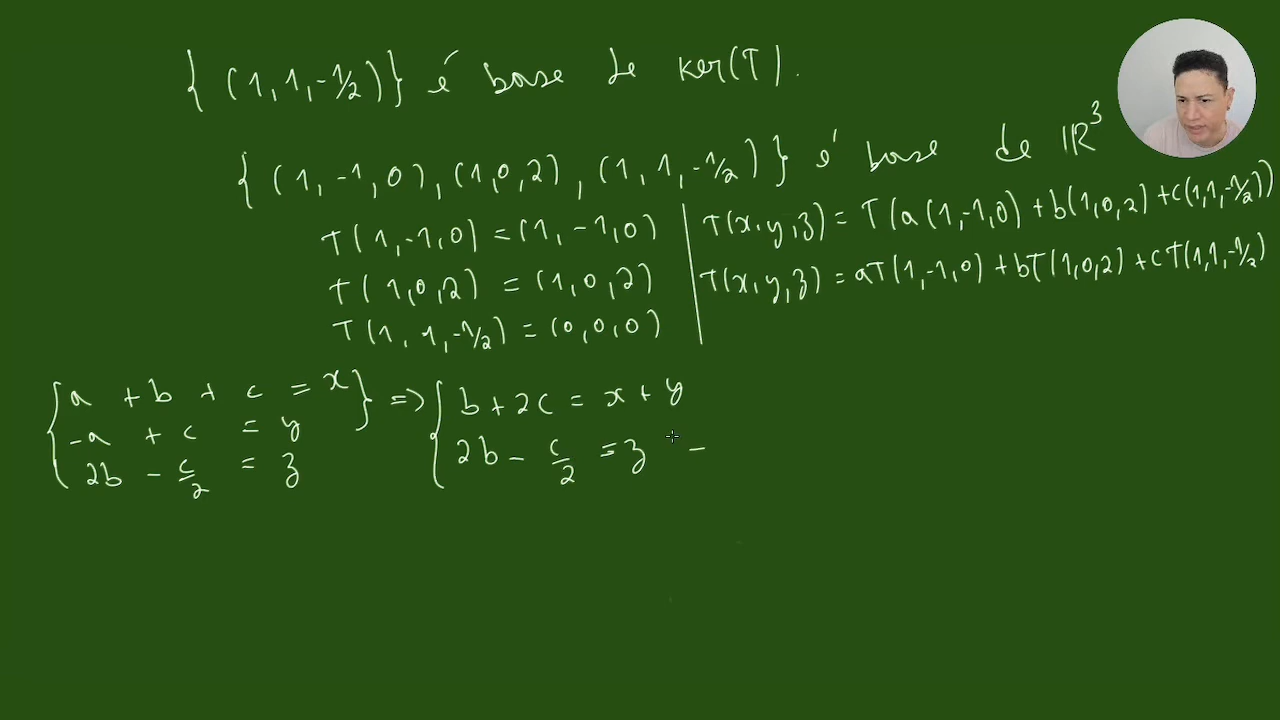 {(1,1,-1/2)} é base de ker(T).
{(1,-1,0),(1,0,2),(1,1,-1/2)} é base de ℝ³
T(1,-1,0) = (1,-1,0)
T(1,0,2) = (1,0,2)
T(1,1,-1/2) = (0,0,0)
T(x,y,z) = T(a(1,-1,0)+b(1,0,2)+c(1,1,-1/2))
T(x,y,z) = aT(1,-1,0)+bT(1,0,2)+cT(1,1,-1/2)
{a + b + c = x
-a + c = y } =>
2b - c/2 = z
{b + 2c = x + y
2b - c/2 = z -